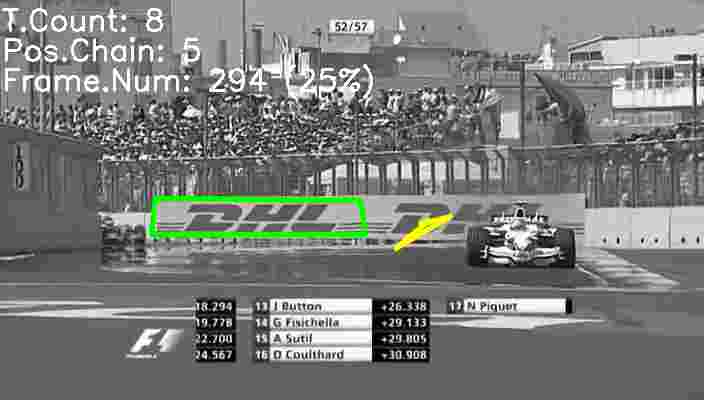 T.Count: 8
52/57
Pos.Chain: 5
Frame.Num: 294-(25%)
100
DHL DHL
18.294 13 J Button +26.338 17 N Piquet
19.778 14 G Fisichella +29.133
22.700 15 A Sutil +29.805
24.567 16 D Coulthard +30.908
F1